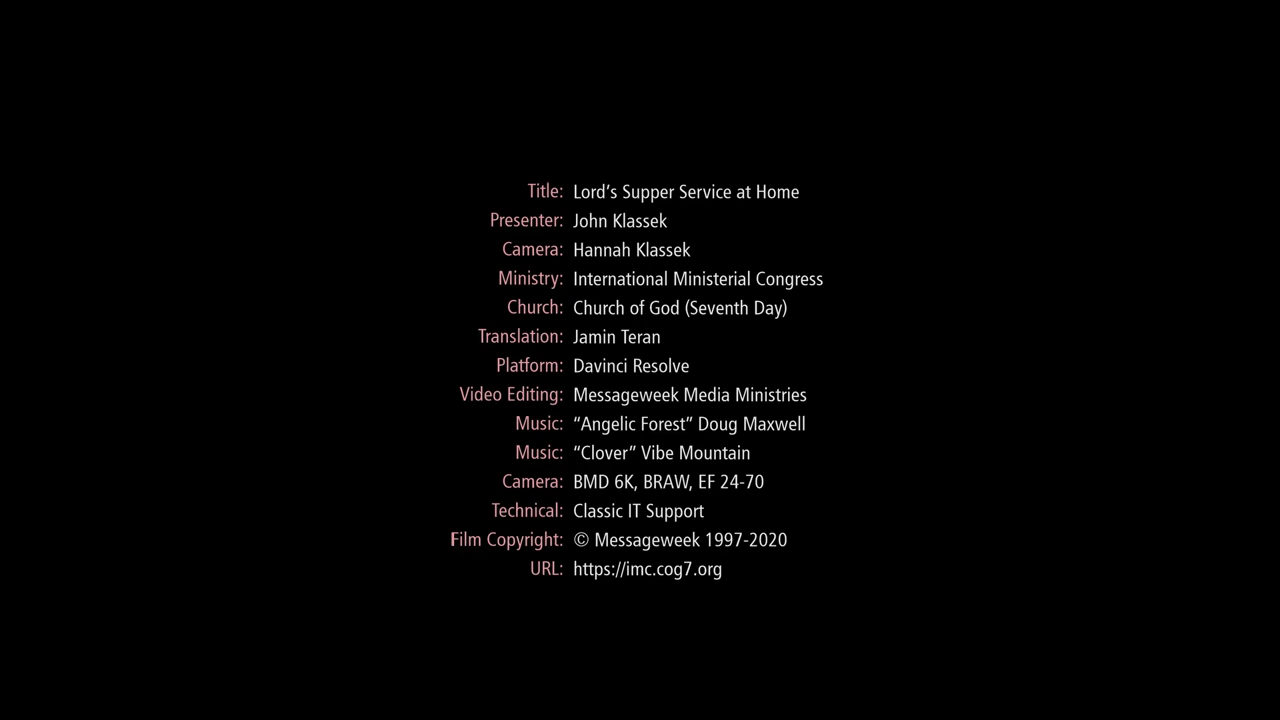 Title: Lord’s Supper Service at Home
Presenter: John Klassek
Camera: Hannah Klassek
Ministry: International Ministerial Congress
Church: Church of God (Seventh Day)
Translation: Jamin Teran
Platform: Davinci Resolve
Video Editing: Messageweek Media Ministries
Music: “Angelic Forest” Doug Maxwell
Music: “Clover” Vibe Mountain
Camera: BMD 6K, BRAW, EF 24-70
Technical: Classic IT Support
Film Copyright: © Messageweek 1997-2020
URL: https://imc.cog7.org